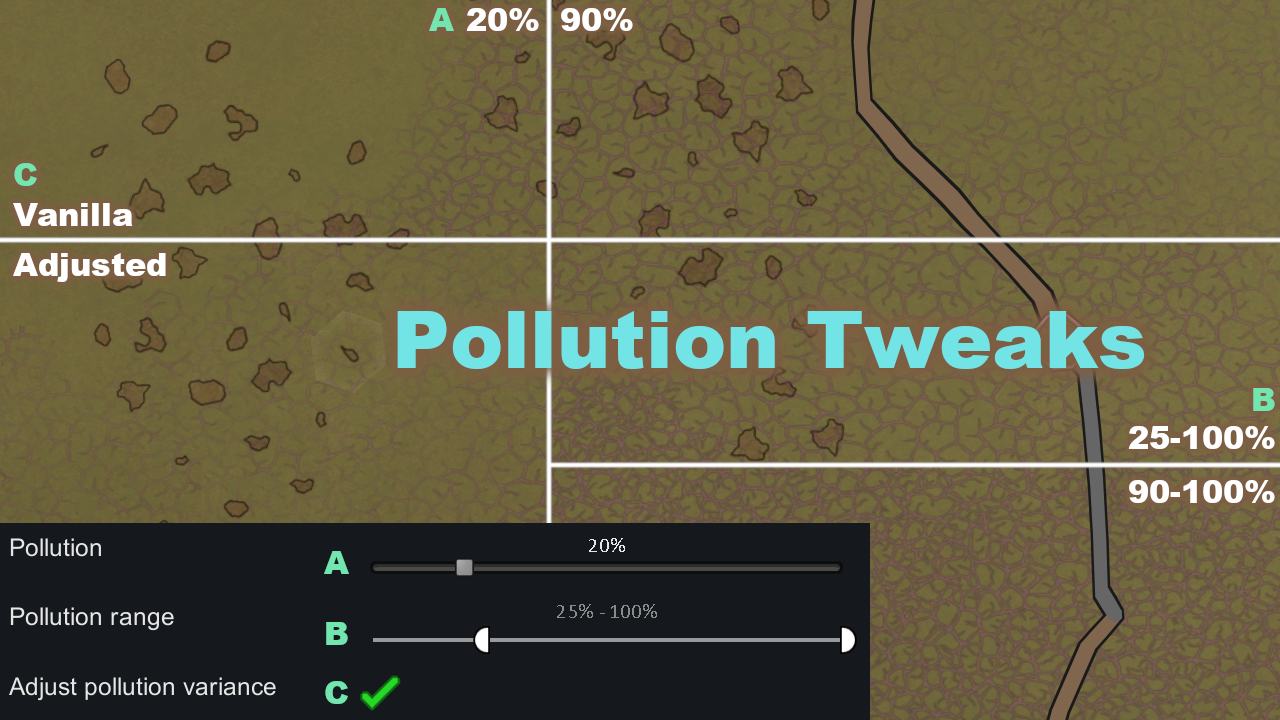 A 20% 90%
C
Vanilla
Adjusted
Pollution Tweaks
B
25-100%
90-100%
Pollution A 20%
Pollution range B 25% - 100%
Adjust pollution variance C